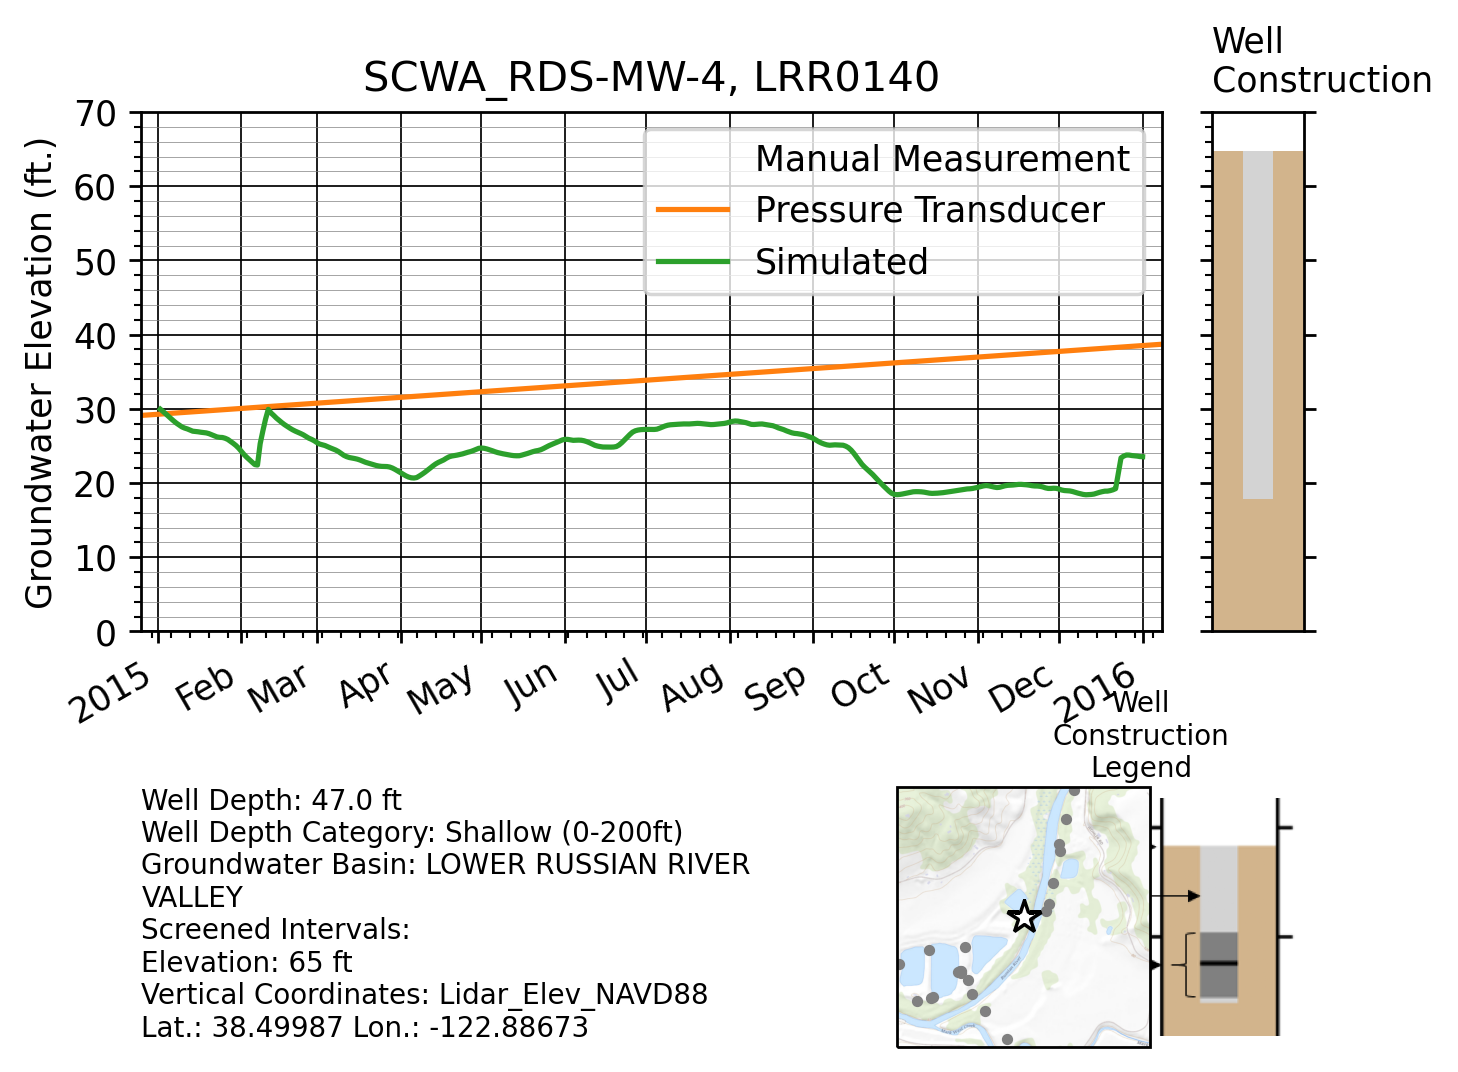 Well
Construction
SCWA_RDS-MW-4, LRR0140
Groundwater Elevation (ft.)
70
60
50
40
30
20
10
0
Manual Measurement
Pressure Transducer
Simulated
2015 Feb Mar Apr May Jun Jul Aug Sep Oct Nov Dec 2016
Well
Construction
Legend
Well Depth: 47.0 ft
Well Depth Category: Shallow (0-200ft)
Groundwater Basin: LOWER RUSSIAN RIVER
VALLEY
Screened Intervals:
Elevation: 65 ft
Vertical Coordinates: Lidar_Elev_NAVD88
Lat.: 38.49987 Lon.: -122.88673